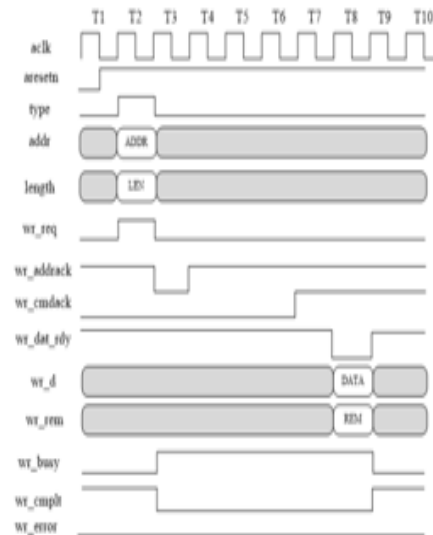 T1 T2 T3 T4 T5 T6 T7 T8 T9 T10
aclk
aresetn
type
addr ADDR
length LEN
wr_req
wr_addrack
wr_cmdack
wr_dat_rdy
wr_d DATA
wr_rem REM
wr_busy
wr_cmplt
wr_error